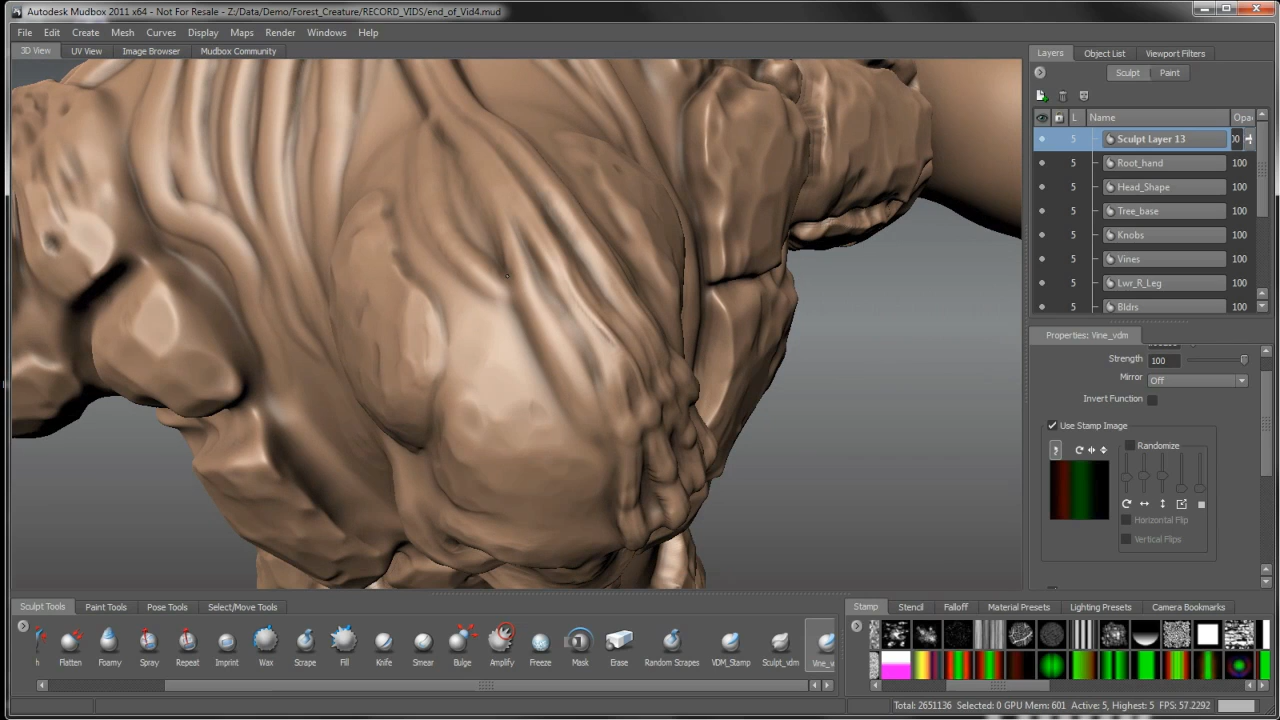 Autodesk Mudbox 2011 x64 - Not For Resale - Z:/Data/Demo/Forest_Creature/RECORD_VIDS/end_of_Vid4.mud
File Edit Create Mesh Curves Display Maps Render Windows Help
3D View UV View Image Browser Mudbox Community
Layers Object List Viewport Filters
Sculpt Paint
L Name Opa
5 Sculpt Layer 13 00
5 Root_hand 100
5 Head_Shape 100
5 Tree_base 100
5 Knobs 100
5 Vines 100
5 Lwr_R_Leg 100
5 Bldrs 100
Properties: Vine_vdm
Strength 100
Mirror Off
Invert Function
Use Stamp Image
Randomize
Horizontal Flip
Vertical Flips
Sculpt Tools Paint Tools Pose Tools Select/Move Tools
h Flatten Foamy Spray Repeat Imprint Wax Scrape Fill Knife Smear Bulge Amplify Freeze Mask Erase Random Scrapes VDM_Stamp Sculpt_vdm Vine_v
Stamp Stencil Falloff Material Presets Lighting Presets Camera Bookmarks
Total: 2651136 Selected: 0 GPU Mem: 601 Active: 5, Highest: 5 FPS: 57.2292